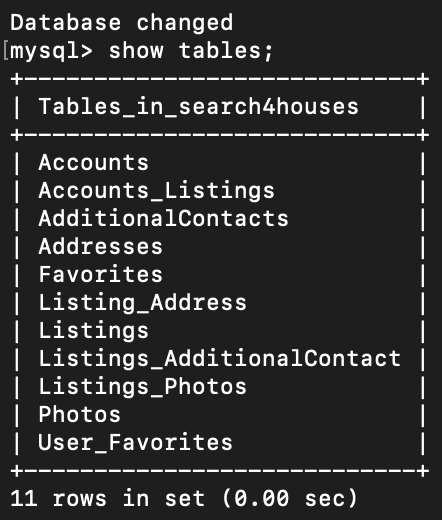 Database changed
[mysql> show tables;
+-----------------------------+
| Tables_in_search4houses     |
+-----------------------------+
| Accounts                    |
| Accounts_Listings           |
| AdditionalContacts          |
| Addresses                   |
| Favorites                   |
| Listing_Address             |
| Listings                    |
| Listings_AdditionalContact  |
| Listings_Photos             |
| Photos                      |
| User_Favorites              |
+-----------------------------+
11 rows in set (0.00 sec)